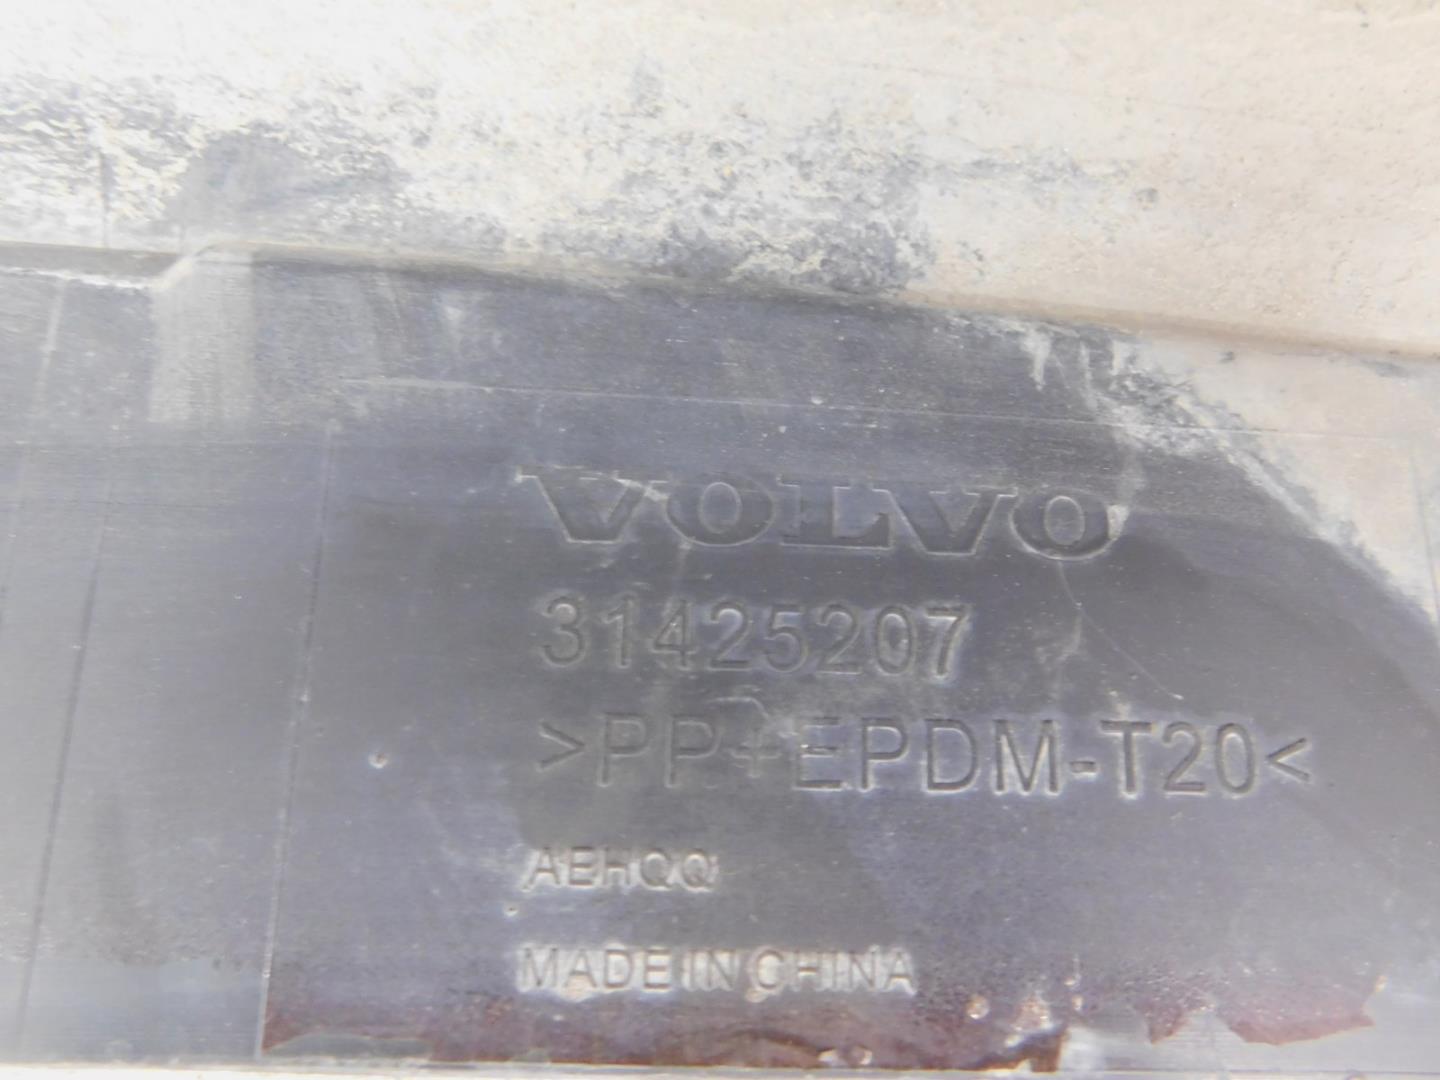 VOLVO
31425207
>PP+EPDM-T20<
AEHQQ
MADE IN CHINA